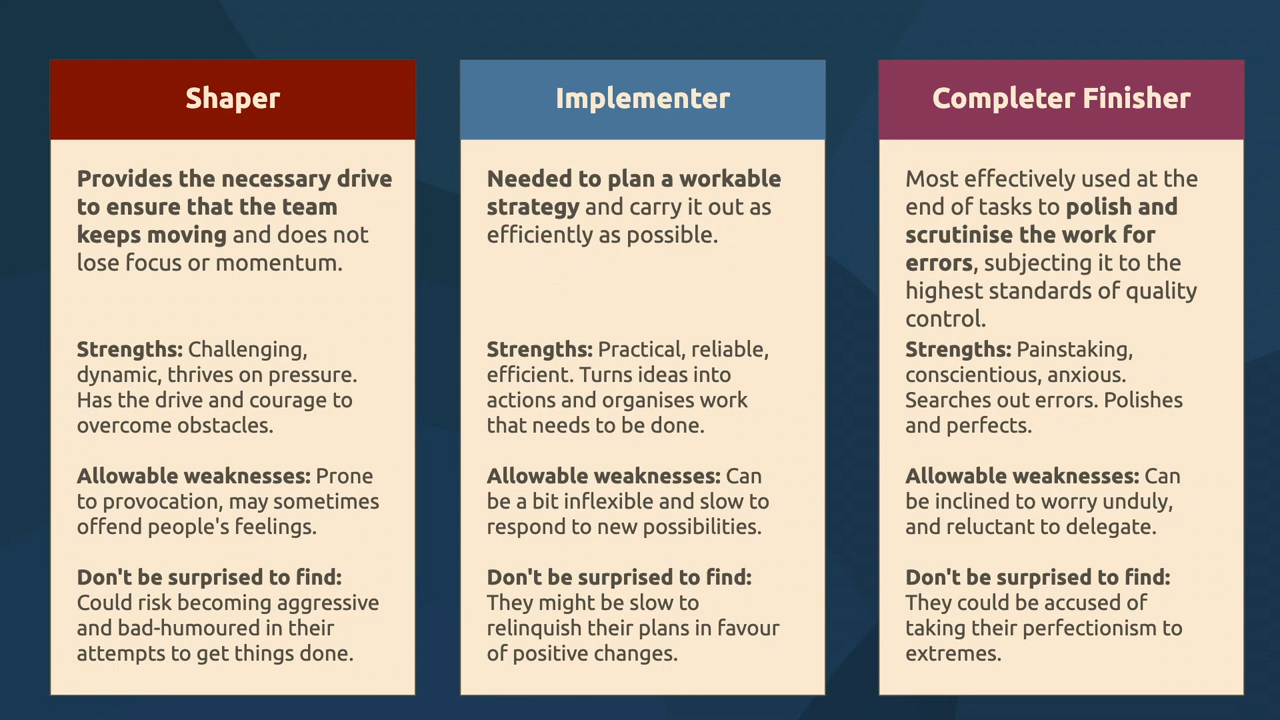 Shaper
Provides the necessary drive
to ensure that the team
keeps moving and does not
lose focus or momentum.
Strengths: Challenging,
dynamic, thrives on pressure.
Has the drive and courage to
overcome obstacles.
Allowable weaknesses: Prone
to provocation, may sometimes
offend people's feelings.
Don't be surprised to find:
Could risk becoming aggressive
and bad-humoured in their
attempts to get things done.
Implementer
Needed to plan a workable
strategy and carry it out as
efficiently as possible.
Strengths: Practical, reliable,
efficient. Turns ideas into
actions and organises work
that needs to be done.
Allowable weaknesses: Can
be a bit inflexible and slow to
respond to new possibilities.
Don't be surprised to find:
They might be slow to
relinquish their plans in favour
of positive changes.
Completer Finisher
Most effectively used at the
end of tasks to polish and
scrutinise the work for
errors, subjecting it to the
highest standards of quality
control.
Strengths: Painstaking,
conscientious, anxious.
Searches out errors. Polishes
and perfects.
Allowable weaknesses: Can
be inclined to worry unduly,
and reluctant to delegate.
Don't be surprised to find:
They could be accused of
taking their perfectionism to
extremes.